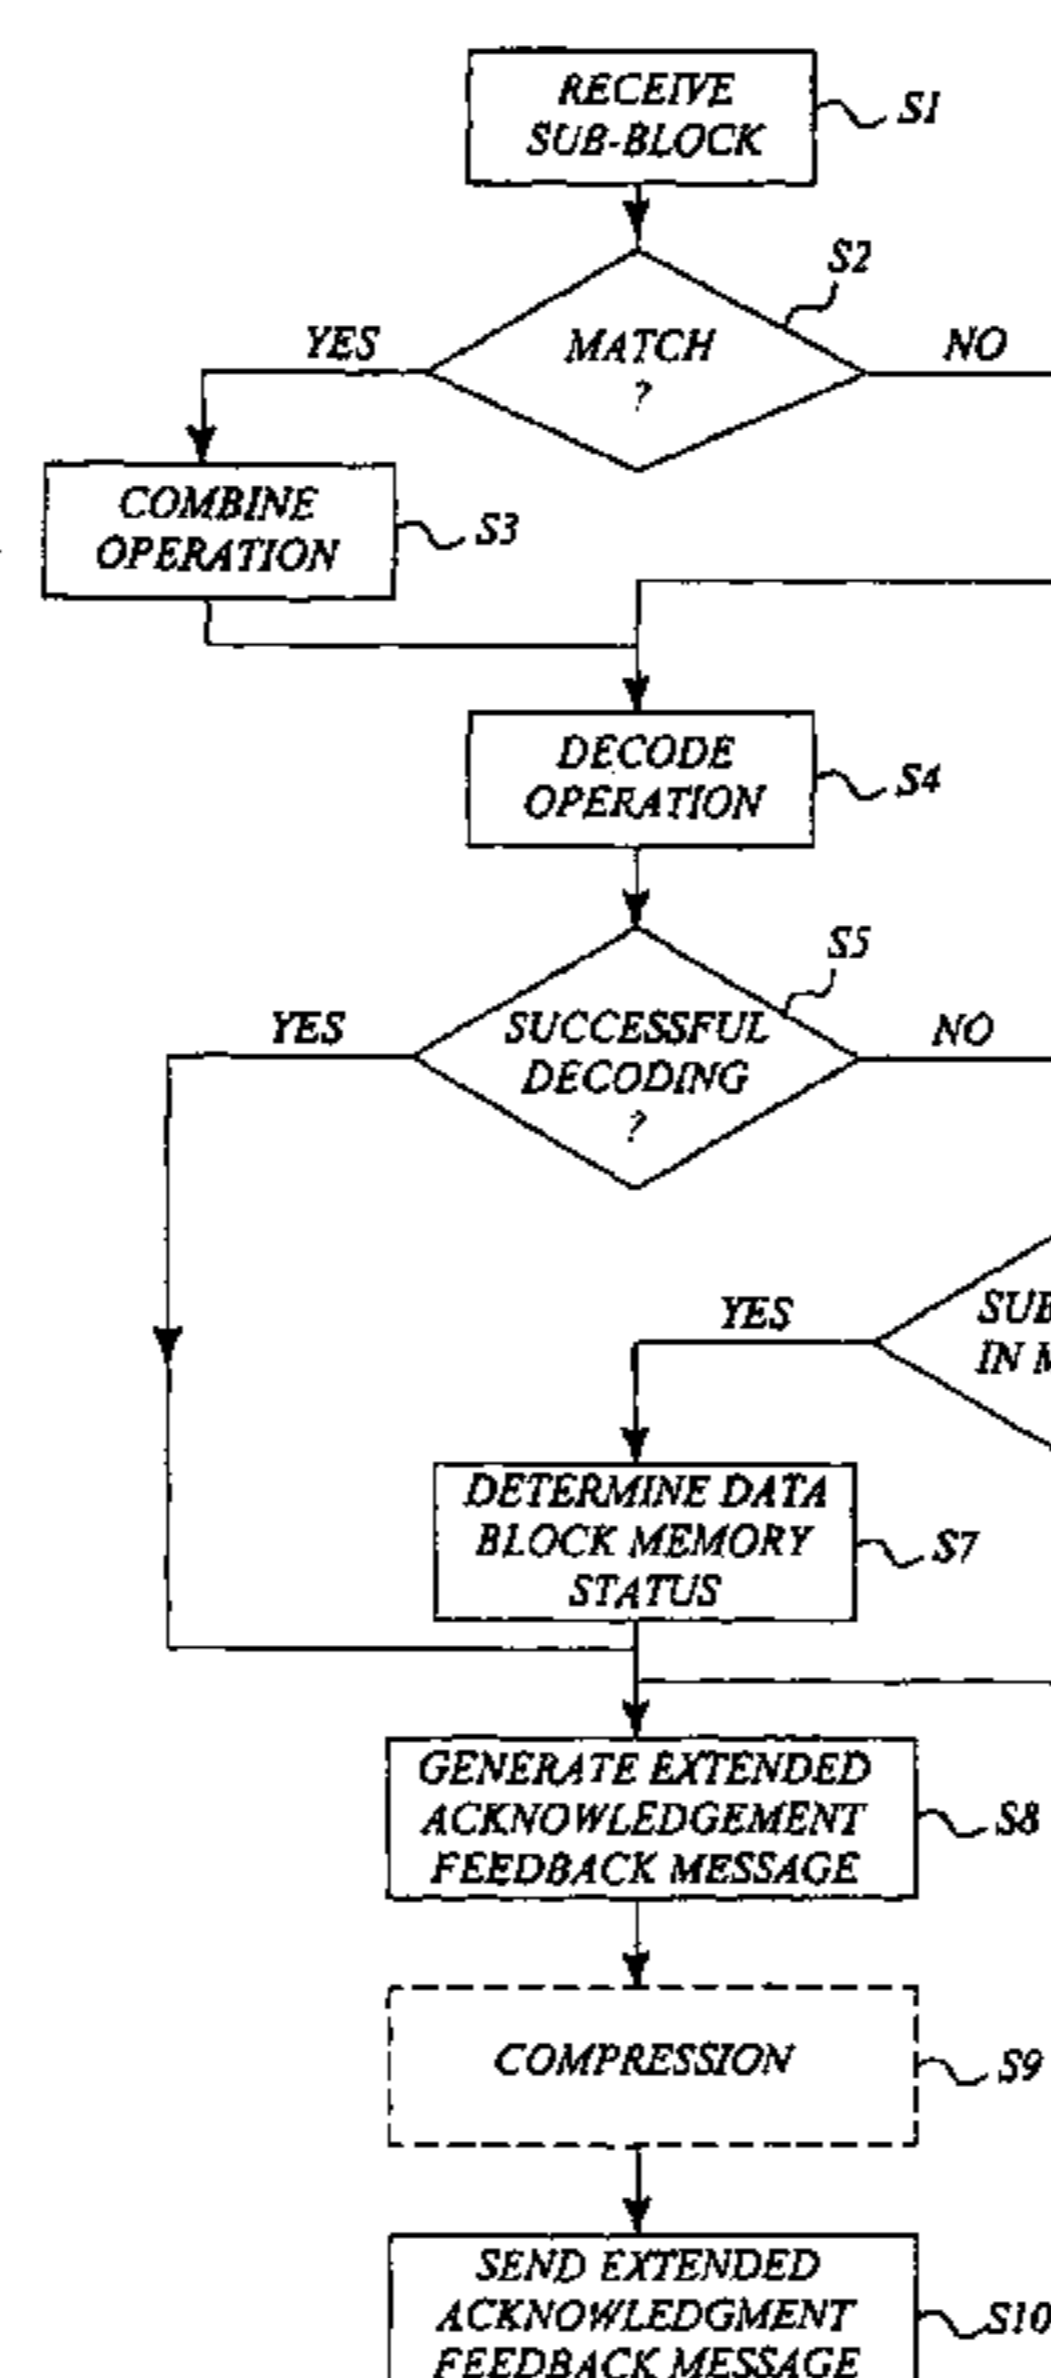 RECEIVE
SUB-BLOCK
S1
S2
MATCH
?
YES
NO
COMBINE
OPERATION
S3
DECODE
OPERATION
S4
S5
SUCCESSFUL
DECODING
?
YES
NO
YES
SUB
IN M
DETERMINE DATA
BLOCK MEMORY
STATUS
S7
GENERATE EXTENDED
ACKNOWLEDGEMENT
FEEDBACK MESSAGE
S8
COMPRESSION
S9
SEND EXTENDED
ACKNOWLEDGMENT
FEEDBACK MESSAGE
S10